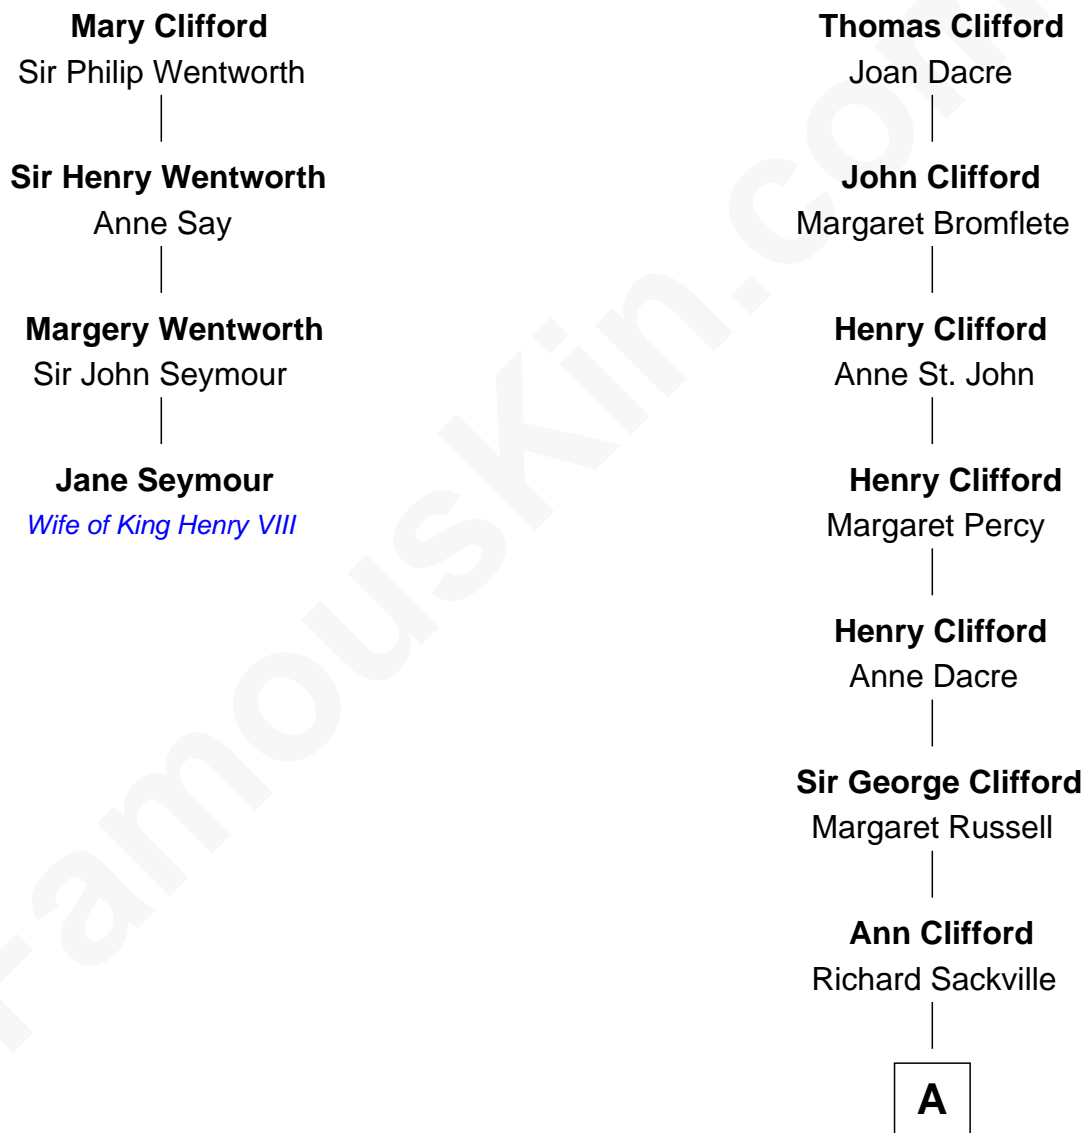 Mary Clifford
Sir Philip Wentworth
Sir Henry Wentworth
Anne Say
Margery Wentworth
Sir John Seymour
Jane Seymour
Wife of King Henry VIII
Thomas Clifford
Joan Dacre
John Clifford
Margaret Bromflete
Henry Clifford
Anne St. John
Henry Clifford
Margaret Percy
Henry Clifford
Anne Dacre
Sir George Clifford
Margaret Russell
Ann Clifford
Richard Sackville
A
FamousKin.com